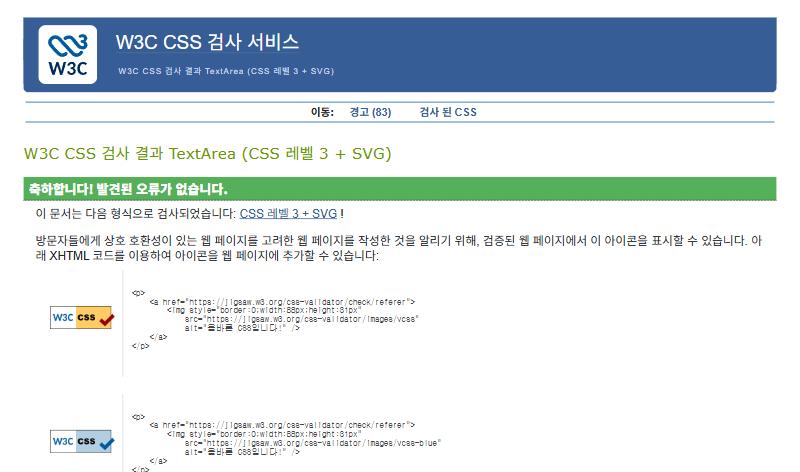 W3C
W3C CSS 검사 서비스
W3C CSS 검사 결과 TextArea (CSS 레벨 3 + SVG)
이동: 경고 (83) 검사 된 CSS
W3C CSS 검사 결과 TextArea (CSS 레벨 3 + SVG)
축하합니다! 발견된 오류가 없습니다.
이 문서는 다음 형식으로 검사되었습니다: CSS 레벨 3 + SVG !
방문자들에게 상호 호환성이 있는 웹 페이지를 고려한 웹 페이지를 작성한 것을 알리기 위해, 검증된 웹 페이지에서 이 아이콘을 표시할 수 있습니다. 아
래 XHTML 코드를 이용하여 아이콘을 웹 페이지에 추가할 수 있습니다:
W3C css
<p>
<a href="https://jigsaw.w3.org/css-validator/check/referer">
<img style="border:0;width:88px;height:31px"
src="https://jigsaw.w3.org/css-validator/images/vcss"
alt="올바른 CSS입니다!" />
</a>
</p>
W3C css
<p>
<a href="https://jigsaw.w3.org/css-validator/check/referer">
<img style="border:0;width:88px;height:31px"
src="https://jigsaw.w3.org/css-validator/images/vcss-blue"
alt="올바른 CSS입니다!" />
</a>
</p>